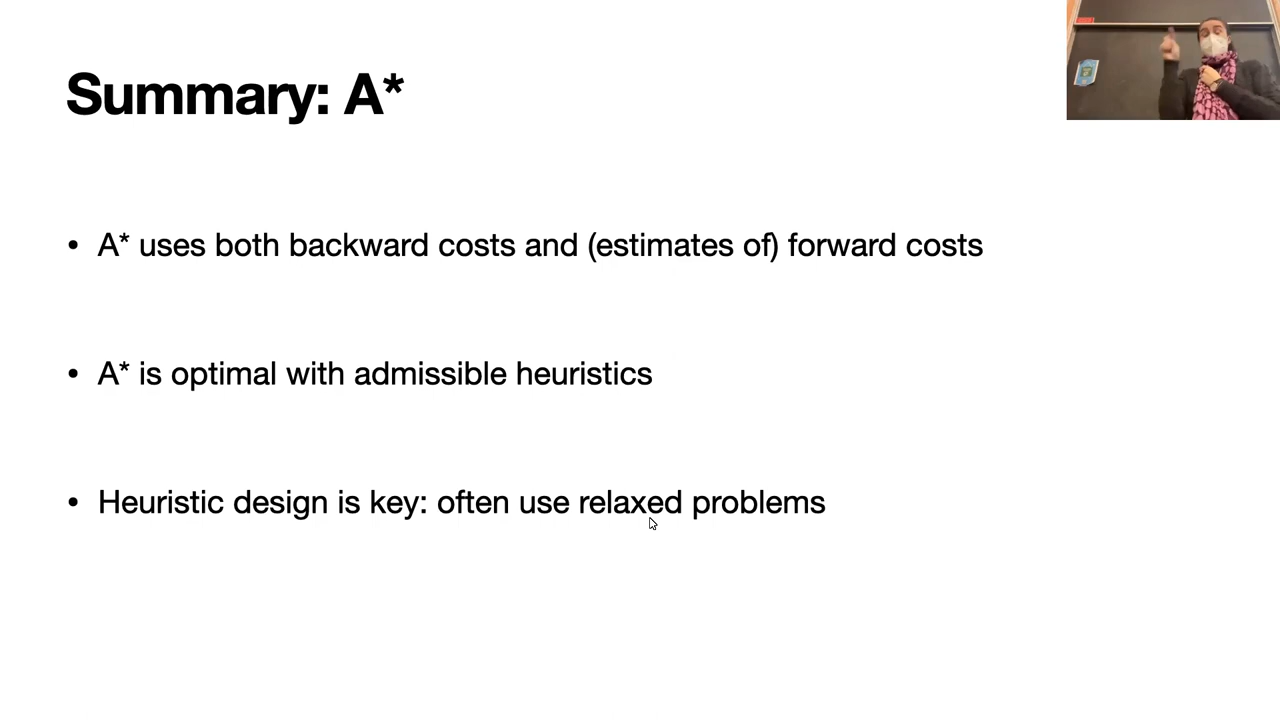 Summary: A*
• A* uses both backward costs and (estimates of) forward costs
• A* is optimal with admissible heuristics
• Heuristic design is key: often use relaxed problems